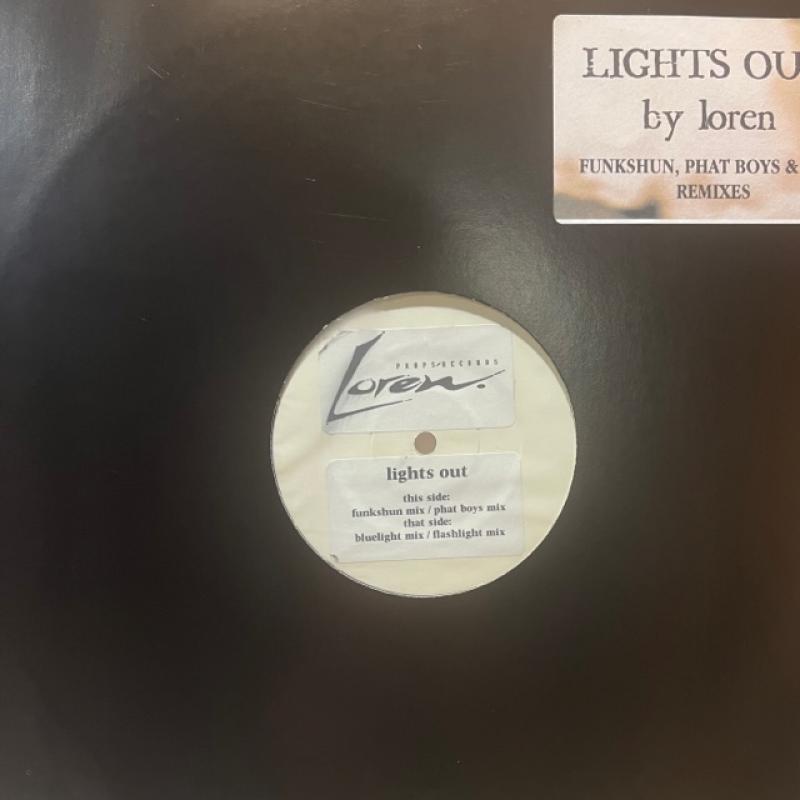 LIGHTS OU
by loren
FUNKSHUN, PHAT BOYS &
REMIXES
PROPS RECORDS
Loren.
lights out
this side:
funkshun mix / phat boys mix
that side:
bluelight mix / flashlight mix